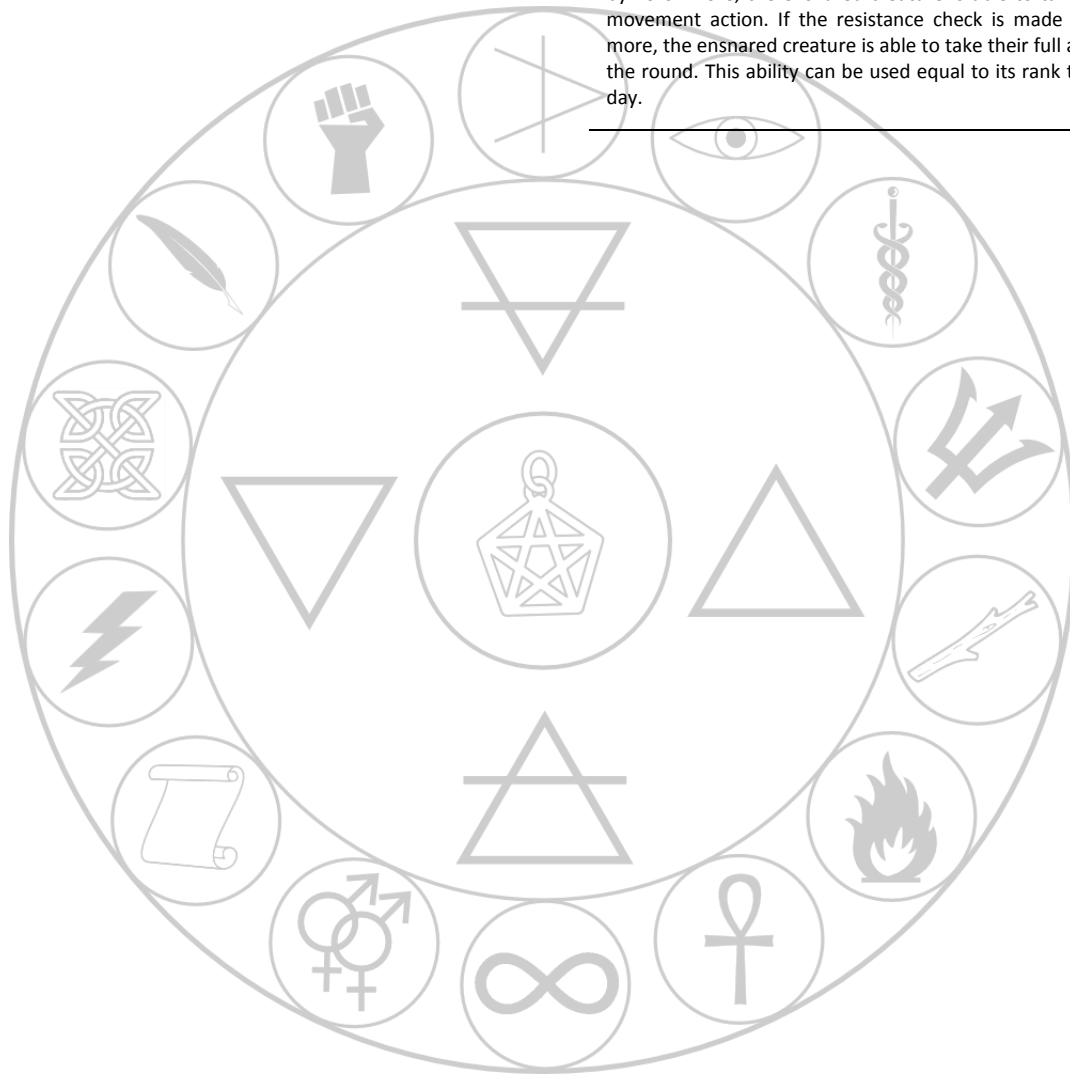 movement action. If the resistance check is made
more, the ensnared creature is able to take their full
the round. This ability can be used equal to its rank
day.